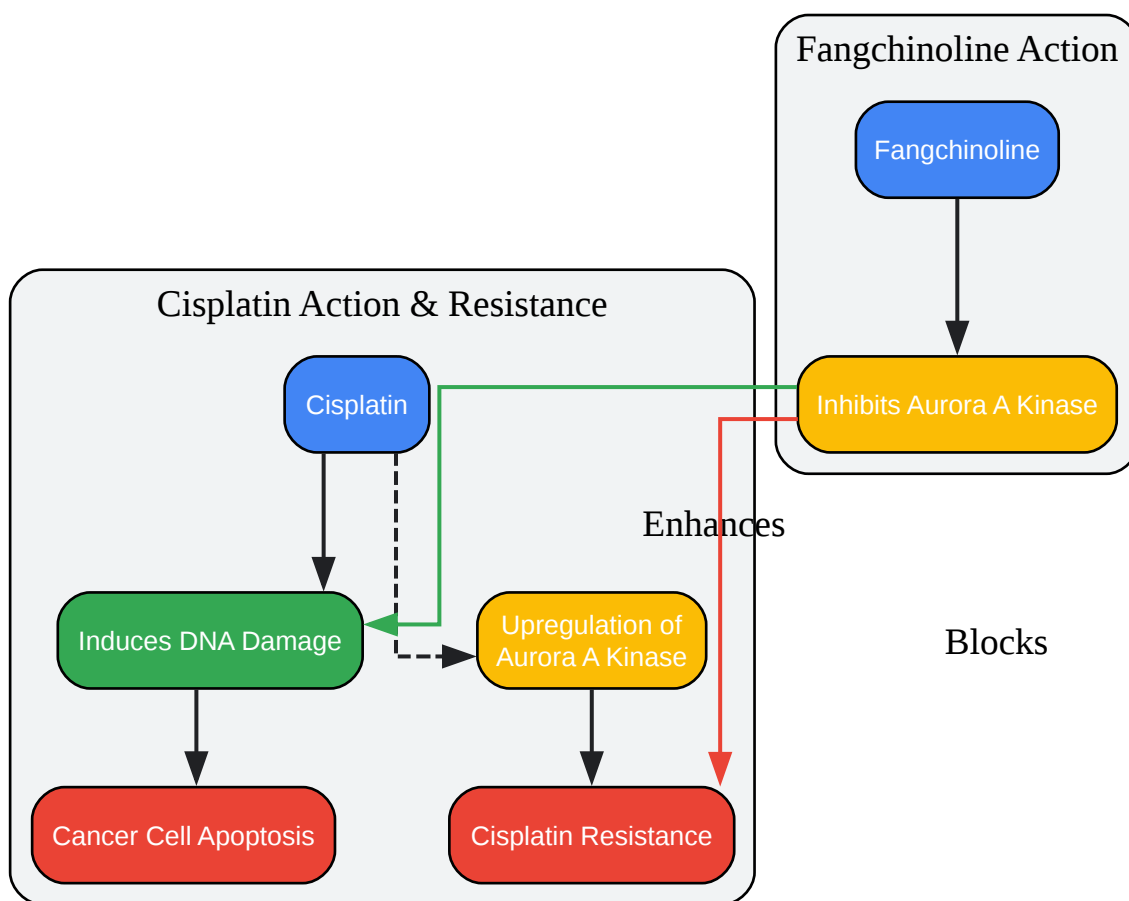 Fangchinoline Action
Fangchinoline
Cisplatin Action & Resistance
Cisplatin
Inhibits Aurora A Kinase
Enhances
Induces DNA Damage
Upregulation of
Aurora A Kinase
Blocks
Cancer Cell Apoptosis
Cisplatin Resistance